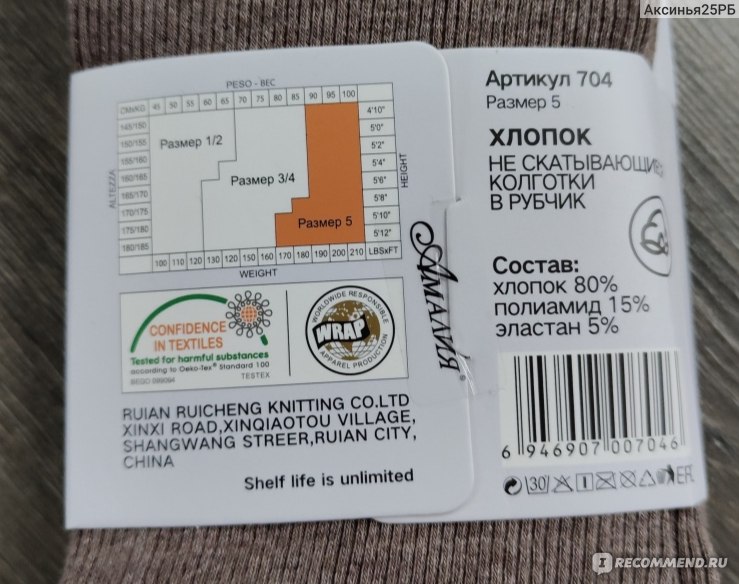 Аксинья25РБ
PESO - ВЕС
CMxKG 45 50 55 60 65 70 75 80 85 90 95 100
145/150 4'10"
150/155 5'0"
155/160 5'2"
160/165 5'4"
5'6"
165/170 5'8"
170/175 5'10"
175/180 5'12"
180/185 LBSxFT
100 110 120 130 120 130 140 150 160 170 180 190 200 210
ALTEZZA
HEIGHT
Размер 1/2
Размер 3/4
Размер 5
WEIGHT
CONFIDENCE
IN TEXTILES
Tested for harmful substances
according to Oeko-Tex® Standard 100
TESTEX
WORLDWIDE RESPONSIBLE
WRAP
APPAREL PRODUCTION
RUIAN RUICHENG KNITTING CO.LTD
XINXI ROAD,XINQIAOTOU VILLAGE,
SHANGWANG STREER,RUIAN CITY,
CHINA
Shelf life is unlimited
Амалия®
Артикул 704
Размер 5
ХЛОПОК
НЕ СКАТЫВАЮЩИЕСЯ
КОЛГОТКИ
В РУБЧИК
Состав:
хлопок 80%
полиамид 15%
эластан 5%
6 946907 007046
30
EAC
IRECOMMEND.RU